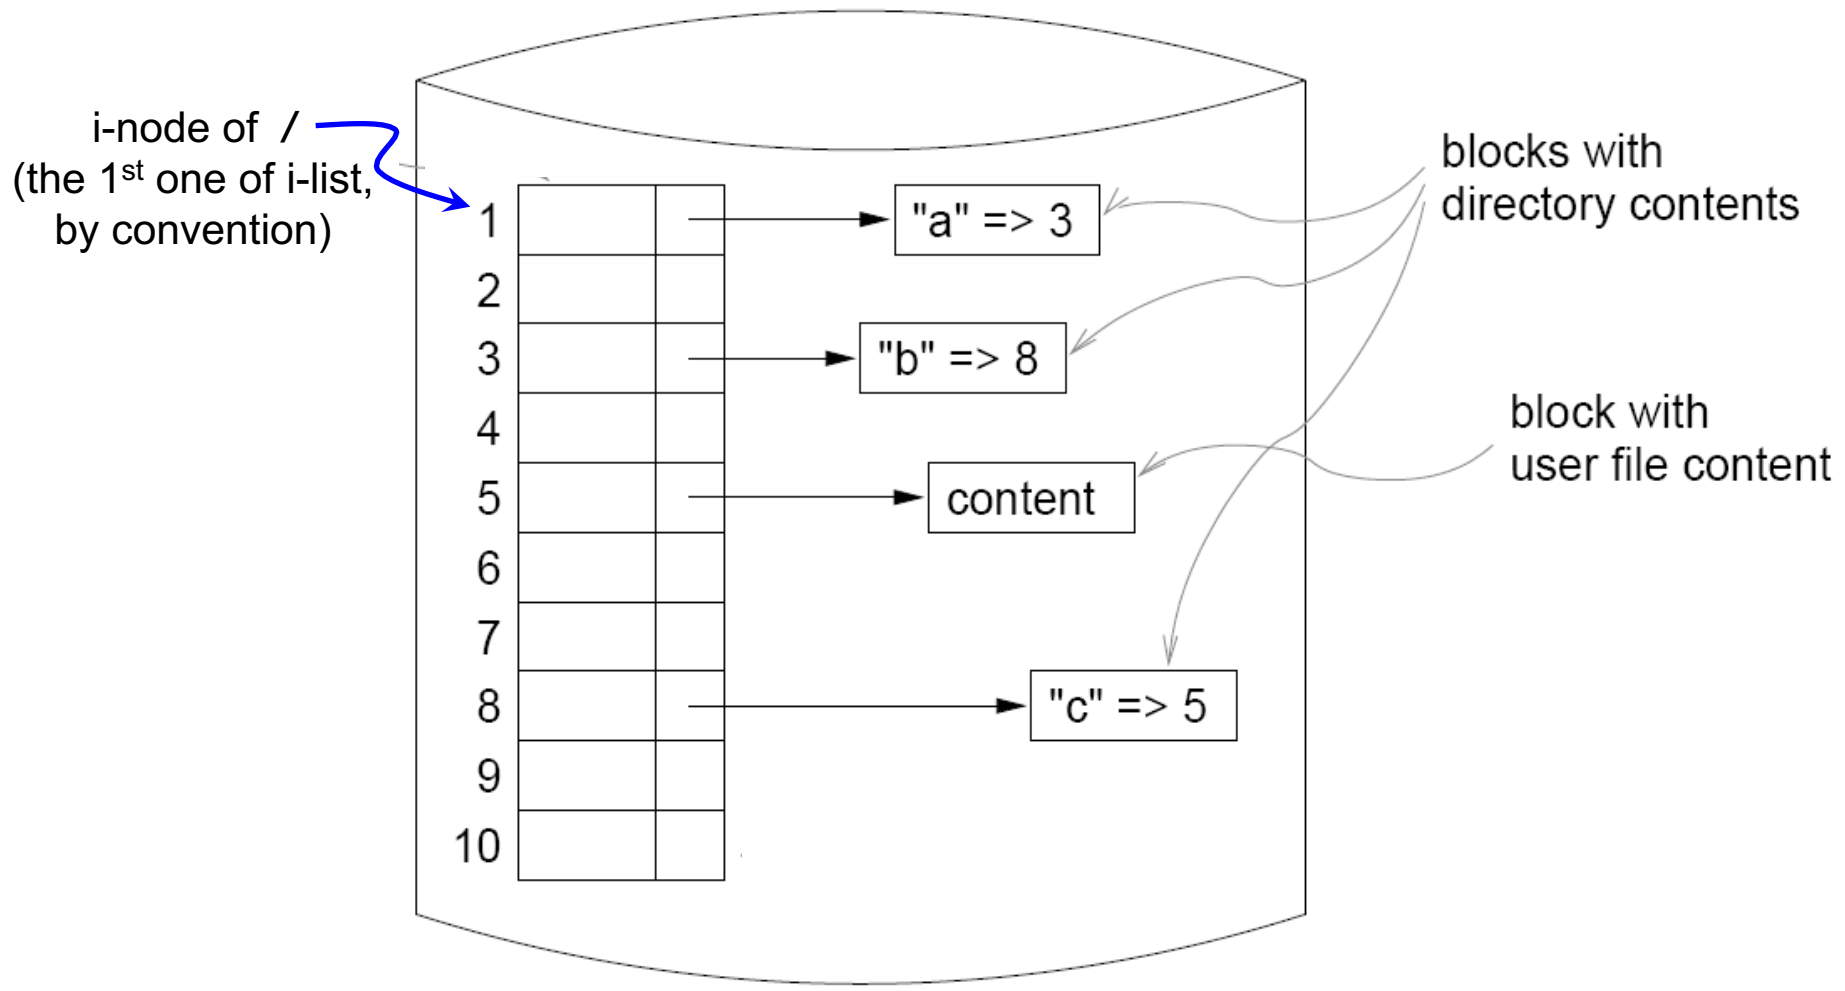 i-node of /
(the 1st one of i-list,
by convention)
1
2
3
4
5
6
7
8
9
10
"a" => 3
"b" => 8
content
"c" => 5
blocks with
directory contents
block with
user file content